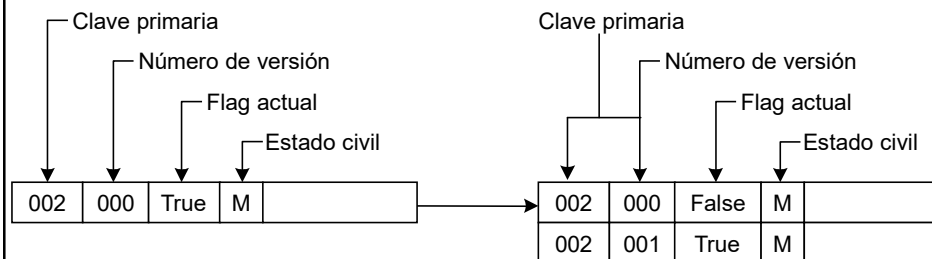 Clave primaria
Número de versión
Flag actual
Estado civil
002 000 True M
Clave primaria
Número de versión
Flag actual
Estado civil
002 000 False M
002 001 True M